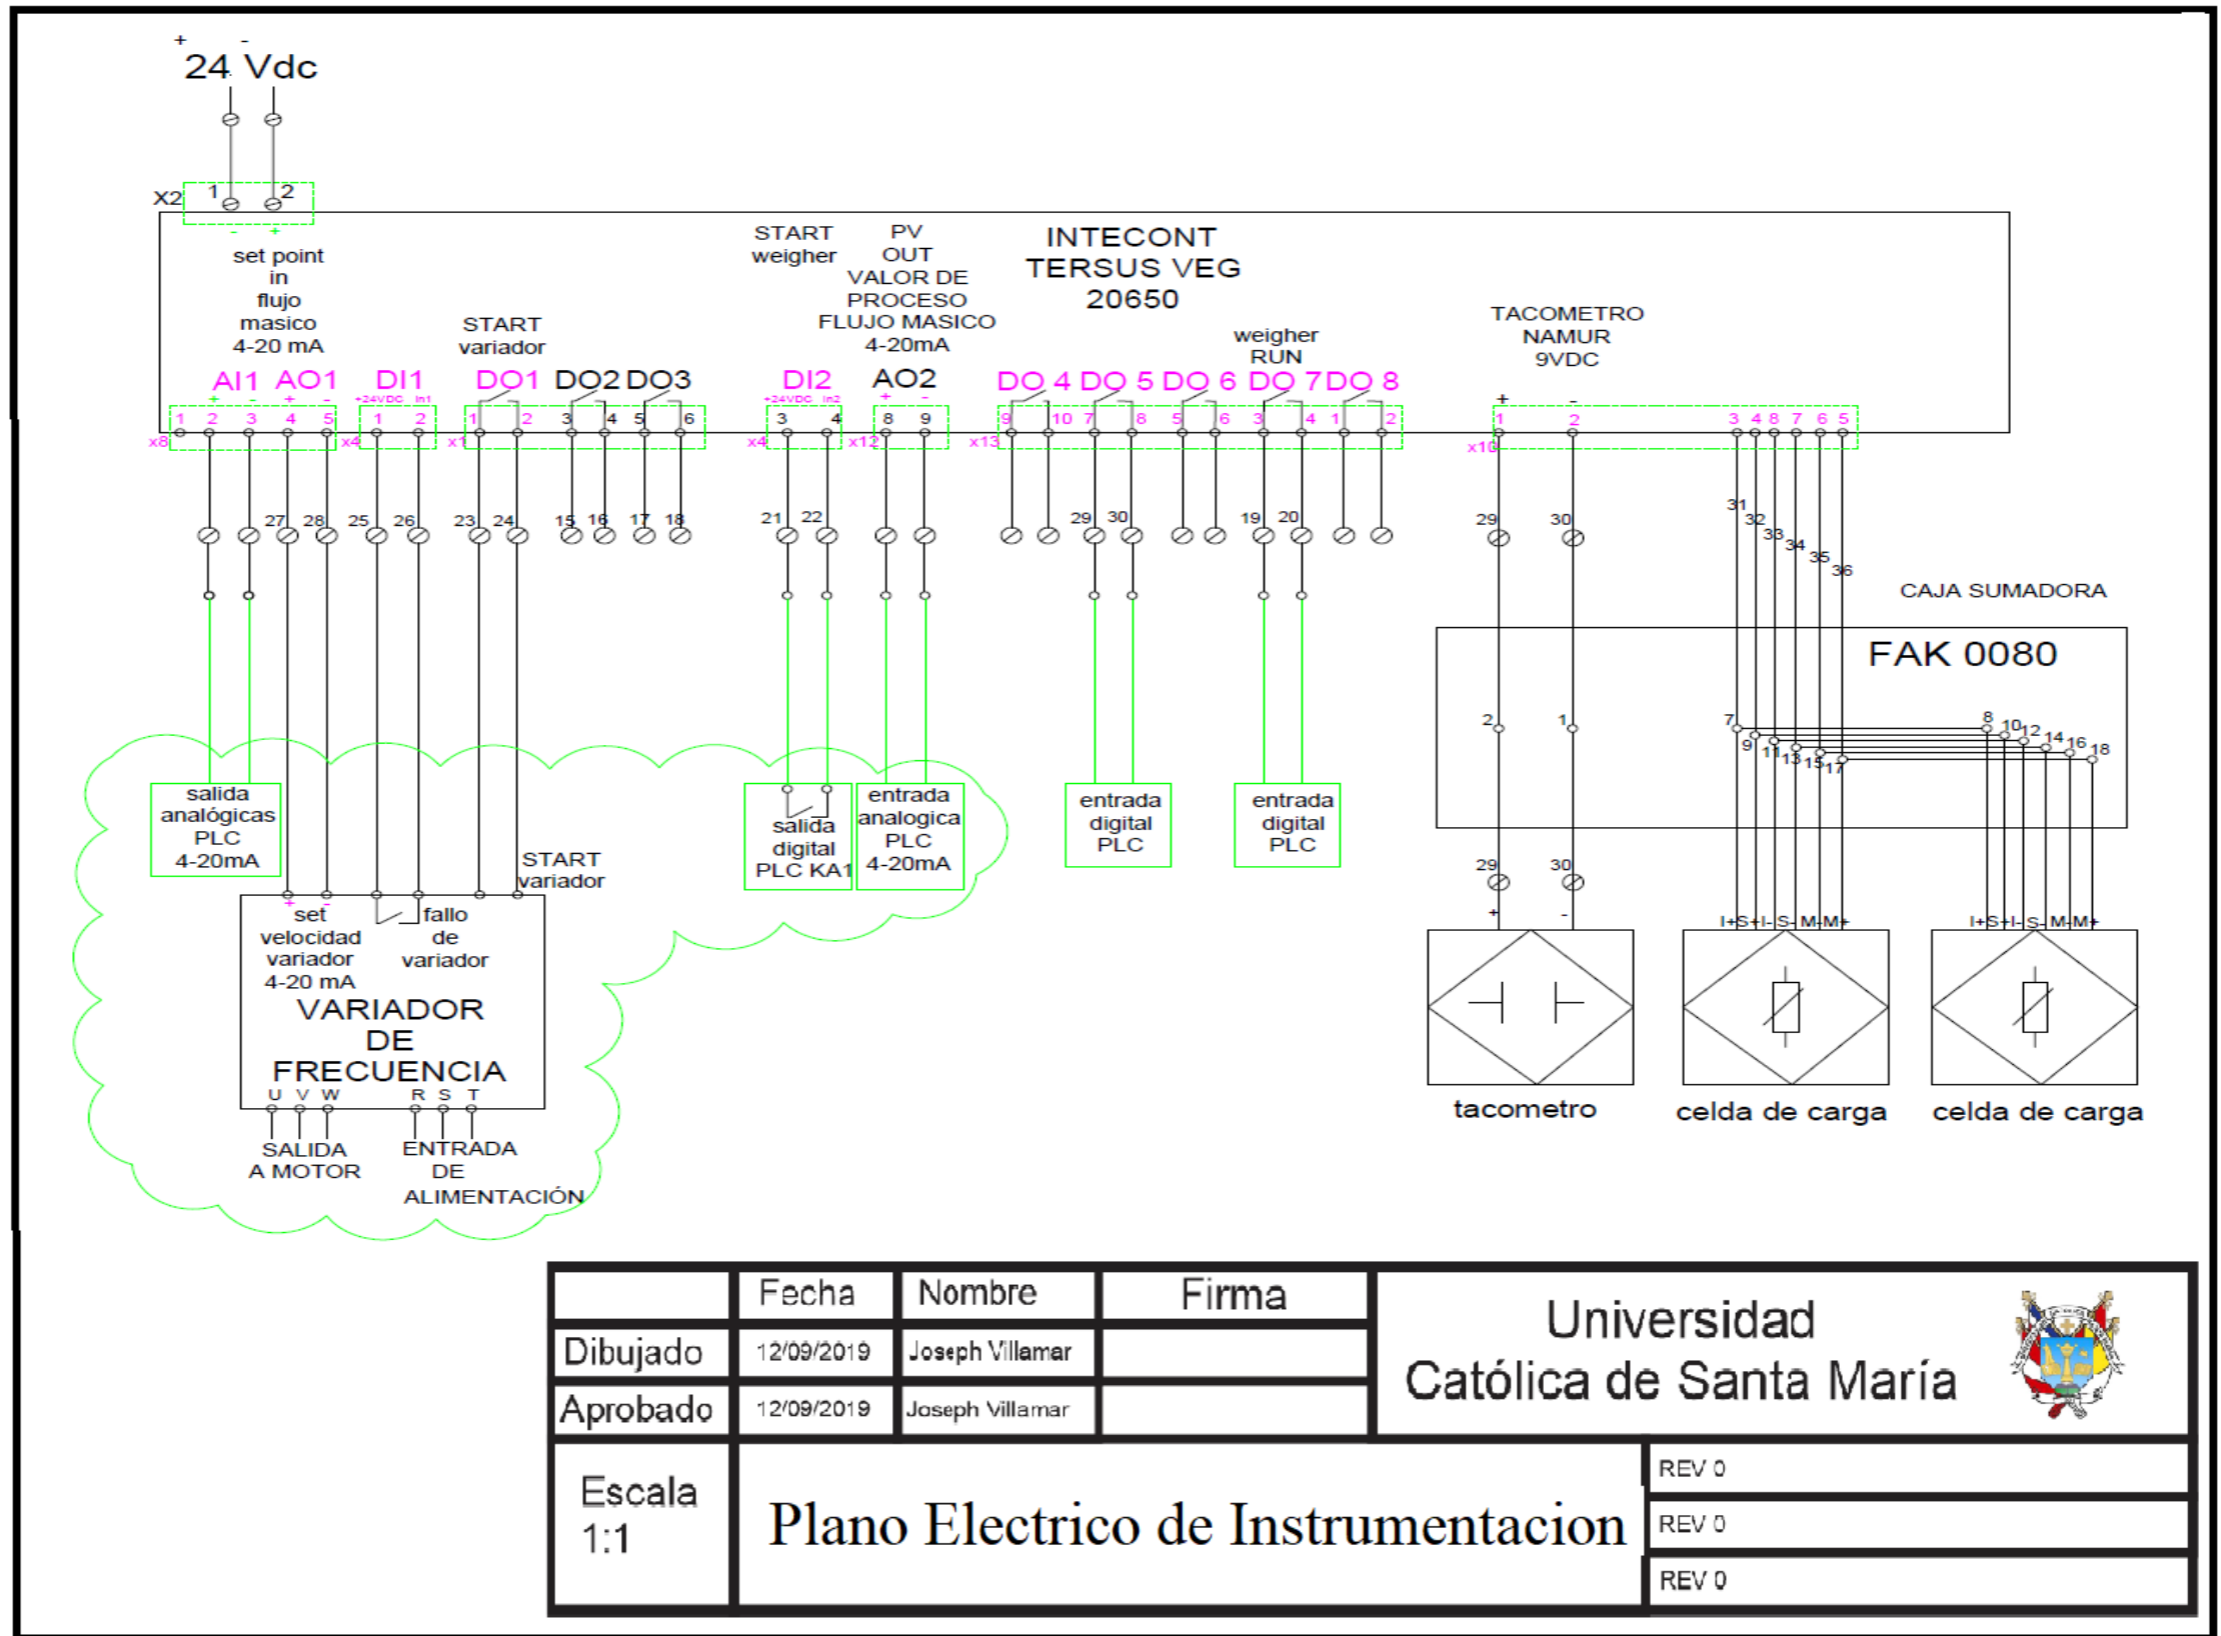 + -
24 Vdc
X2 1 2
- +
set point
in
flujo
masico
4-20 mA
START
variador
START
weigher
PV
OUT
VALOR DE
PROCESO
FLUJO MASICO
4-20mA
INTECONT
TERSUS VEG
20650
weigher
RUN
TACOMETRO
NAMUR
9VDC
AI1 AO1 DI1 DO1 DO2 DO3 DI2 AO2 DO 4 DO 5 DO 6 DO 7 DO 8
+ - + - +24VDC In1 +24VDC In2 + - + -
1 2 3 4 5 1 2 1 2 3 4 5 6 3 4 8 9 9 10 7 8 5 6 3 4 1 2 1 2 3 4 8 7 6 5
x8 x4 x1 x4 x12 x13 x10
27 28 25 26 23 24 15 16 17 18 21 22 29 30 19 20 29 30
31
32
33
34
35
36
CAJA SUMADORA
FAK 0080
2 1 7 9 11 13 15 17
8 10 12 14 16 18
salida
analógicas
PLC
4-20mA
salida
digital
PLC KA1
entrada
analogica
PLC
4-20mA
entrada
digital
PLC
entrada
digital
PLC
START
variador
+ -
set
velocidad
variador
4-20 mA
fallo
de
variador
VARIADOR
DE
FRECUENCIA
U V W R S T
SALIDA
A MOTOR
ENTRADA
DE
ALIMENTACIÓN
29 30
+ -
I+ S+ I- S- M- M+
I+ S+ I- S- M- M+
tacometro
celda de carga
celda de carga
Fecha Nombre Firma
Dibujado 12/09/2019 Joseph Villamar
Aprobado 12/09/2019 Joseph Villamar
Universidad
Católica de Santa María
Escala
1:1
Plano Electrico de Instrumentacion
REV 0
REV 0
REV 0